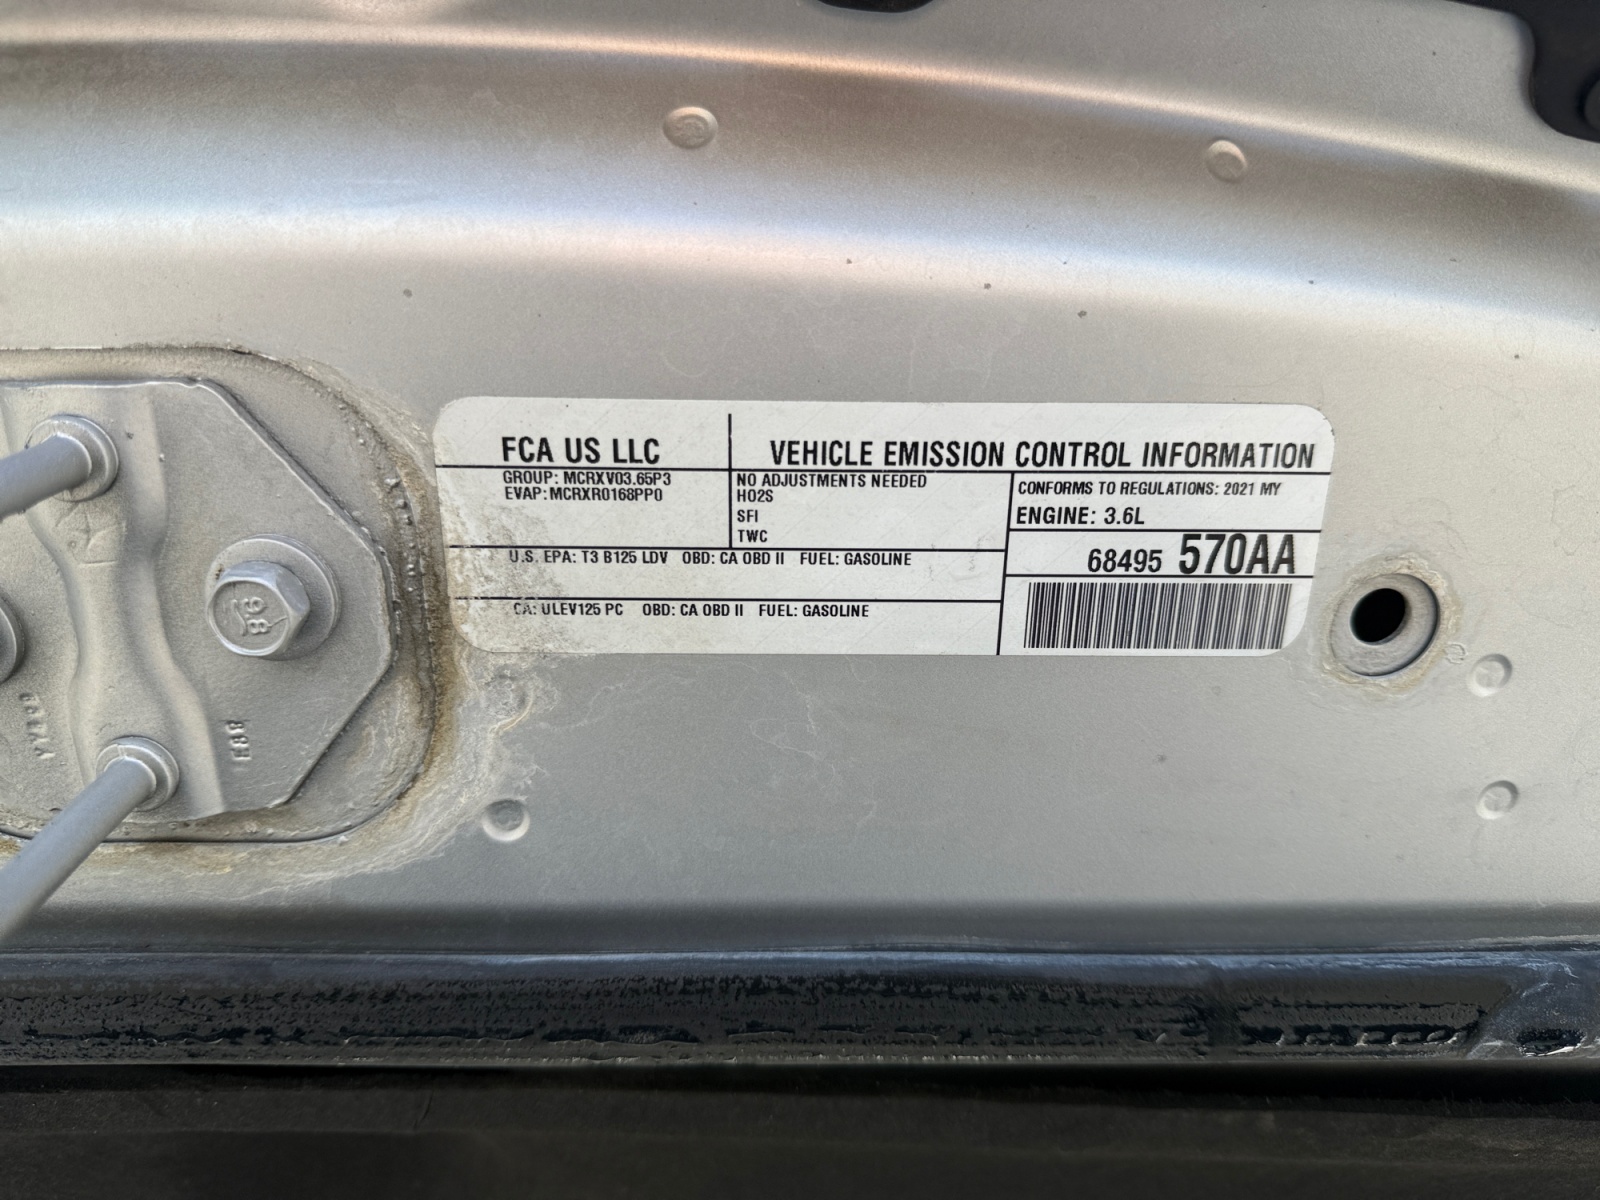 FCA US LLC
VEHICLE EMISSION CONTROL INFORMATION
GROUP: MCRXV03.65P3
EVAP: MCRXR0168PP0
NO ADJUSTMENTS NEEDED
HO2S
SFI
TWC
CONFORMS TO REGULATIONS: 2021 MY
ENGINE: 3.6L
68495 570AA
U.S. EPA: T3 B125 LDV OBD: CA OBD II FUEL: GASOLINE
CA: ULEV125 PC OBD: CA OBD II FUEL: GASOLINE